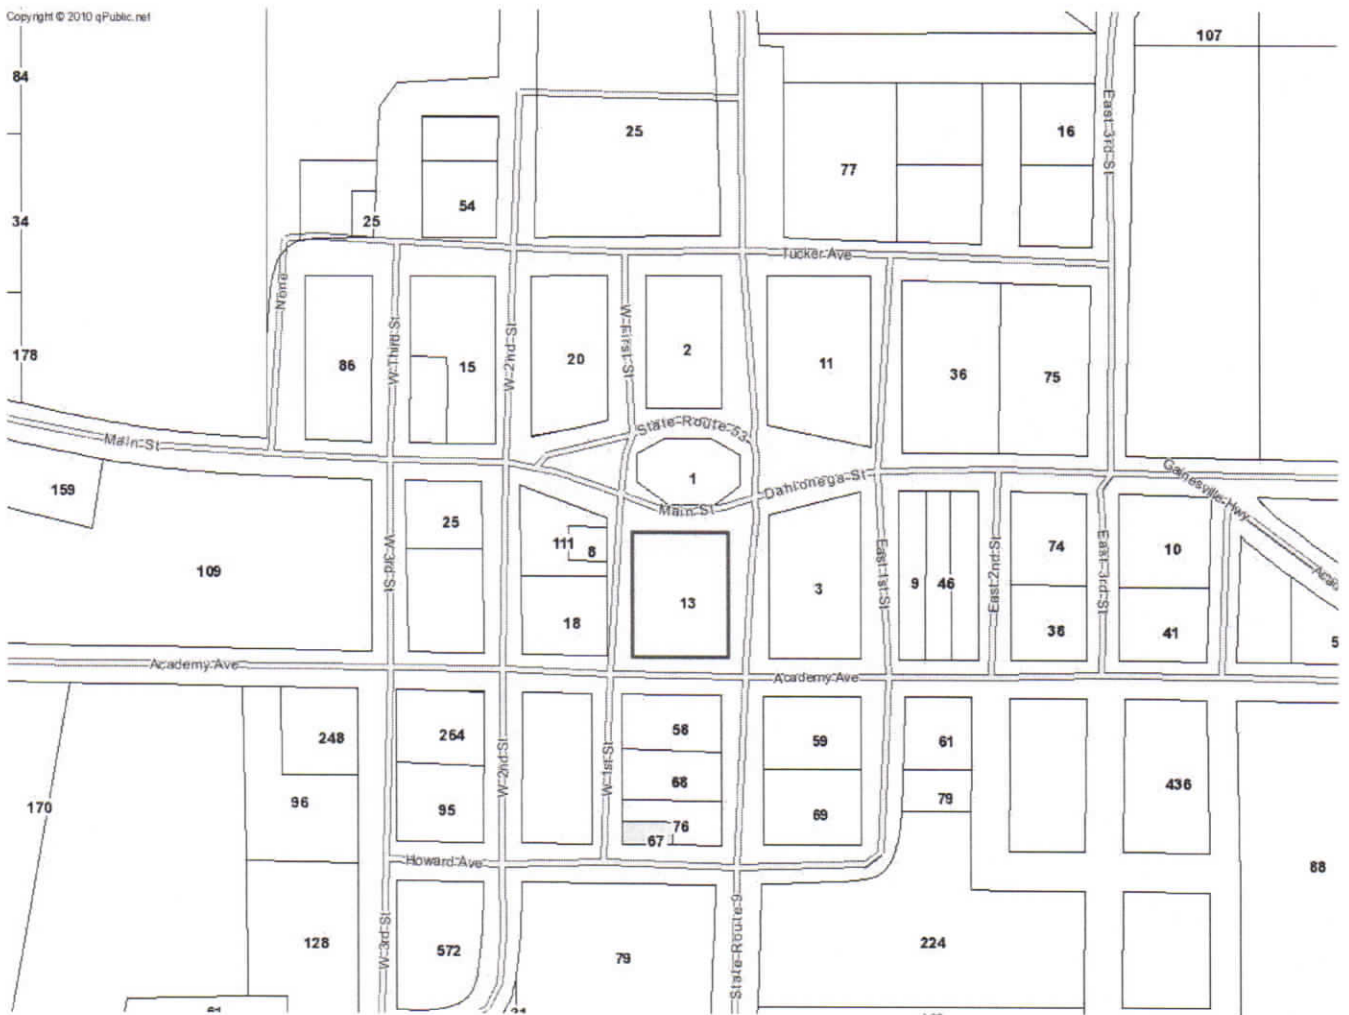 Copyright © 2010 qPublic.net
107
84
East 3rd St
25
16
77
54
34
25
Tucker Ave
None
W Third St
W 2nd St
W First St
178
86
15
20
2
11
36
75
State Route 53
Main St
1
Dahlonega St
Gainesville Hwy
159
Main St
25
111
8
74
10
W 3rd St
East 1st St
East 2nd St
East 3rd St
109
9
46
3
13
18
36
41
5
Academy Ave
Academy Ave
248
264
56
59
61
W 2nd St
W 1st St
68
436
96
79
170
95
76
69
67
Howard Ave
88
128
W 3rd St
572
79
State Route 9
224
61
21